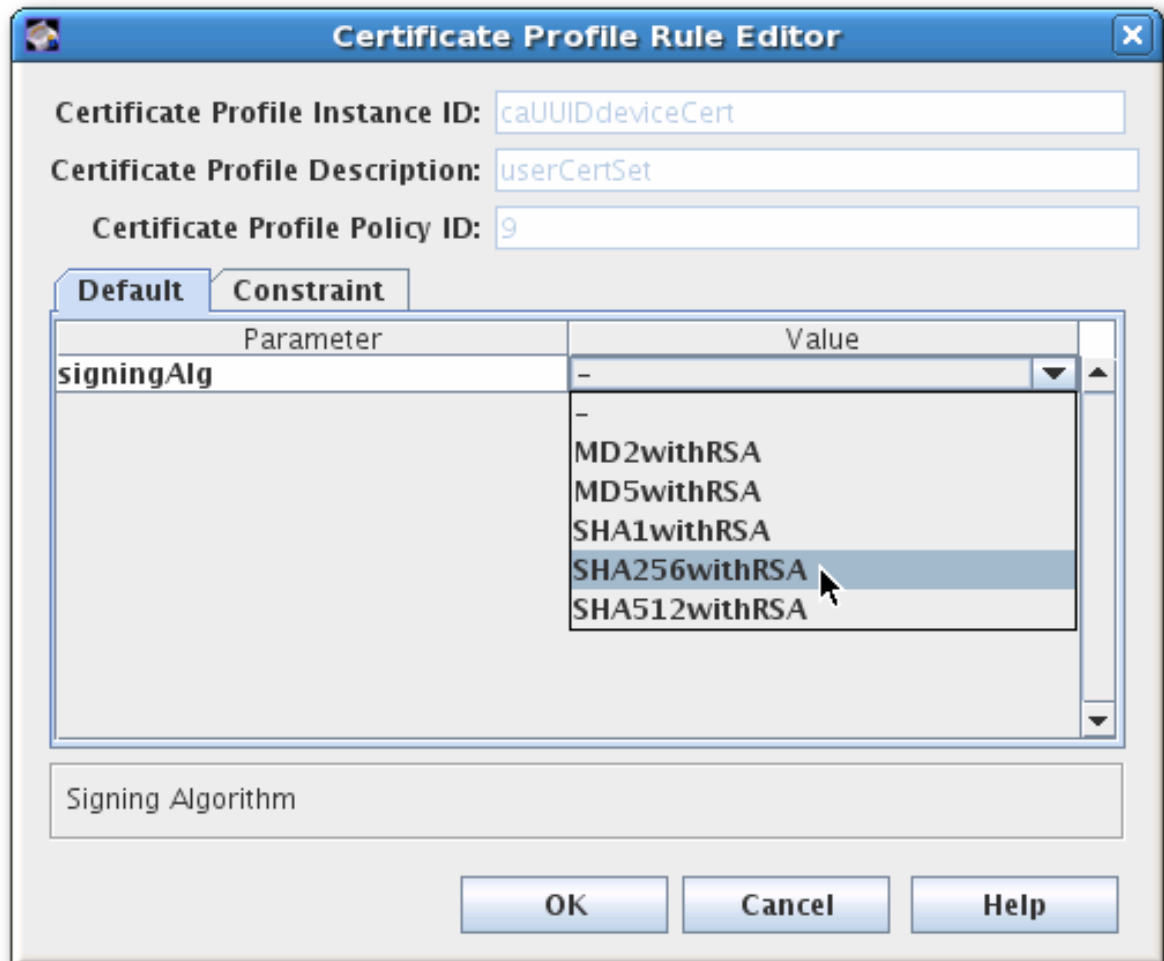 Certificate Profile Rule Editor
Certificate Profile Instance ID: caUUIDdeviceCert
Certificate Profile Description: userCertSet
Certificate Profile Policy ID: 9
Default Constraint
Parameter Value
signingAlg –
–
MD2withRSA
MD5withRSA
SHA1withRSA
SHA256withRSA
SHA512withRSA
Signing Algorithm
OK Cancel Help